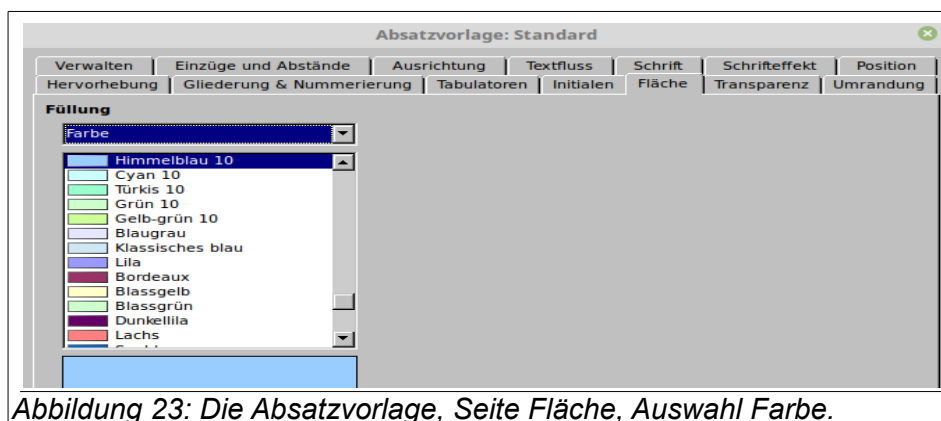 Absatzvorlage: Standard
Verwalten Einzüge und Abstände Ausrichtung Textfluss Schrift Schrifteffekt Position
Hervorhebung Gliederung & Nummerierung Tabulatoren Initialen Fläche Transparenz Umrandung
Füllung
Farbe
Himmelblau 10
Cyan 10
Türkis 10
Grün 10
Gelb-grün 10
Blaugrau
Klassisches blau
Lila
Bordeaux
Blassgelb
Blassgrün
Dunkellila
Lachs
Abbildung 23: Die Absatzvorlage, Seite Fläche, Auswahl Farbe.